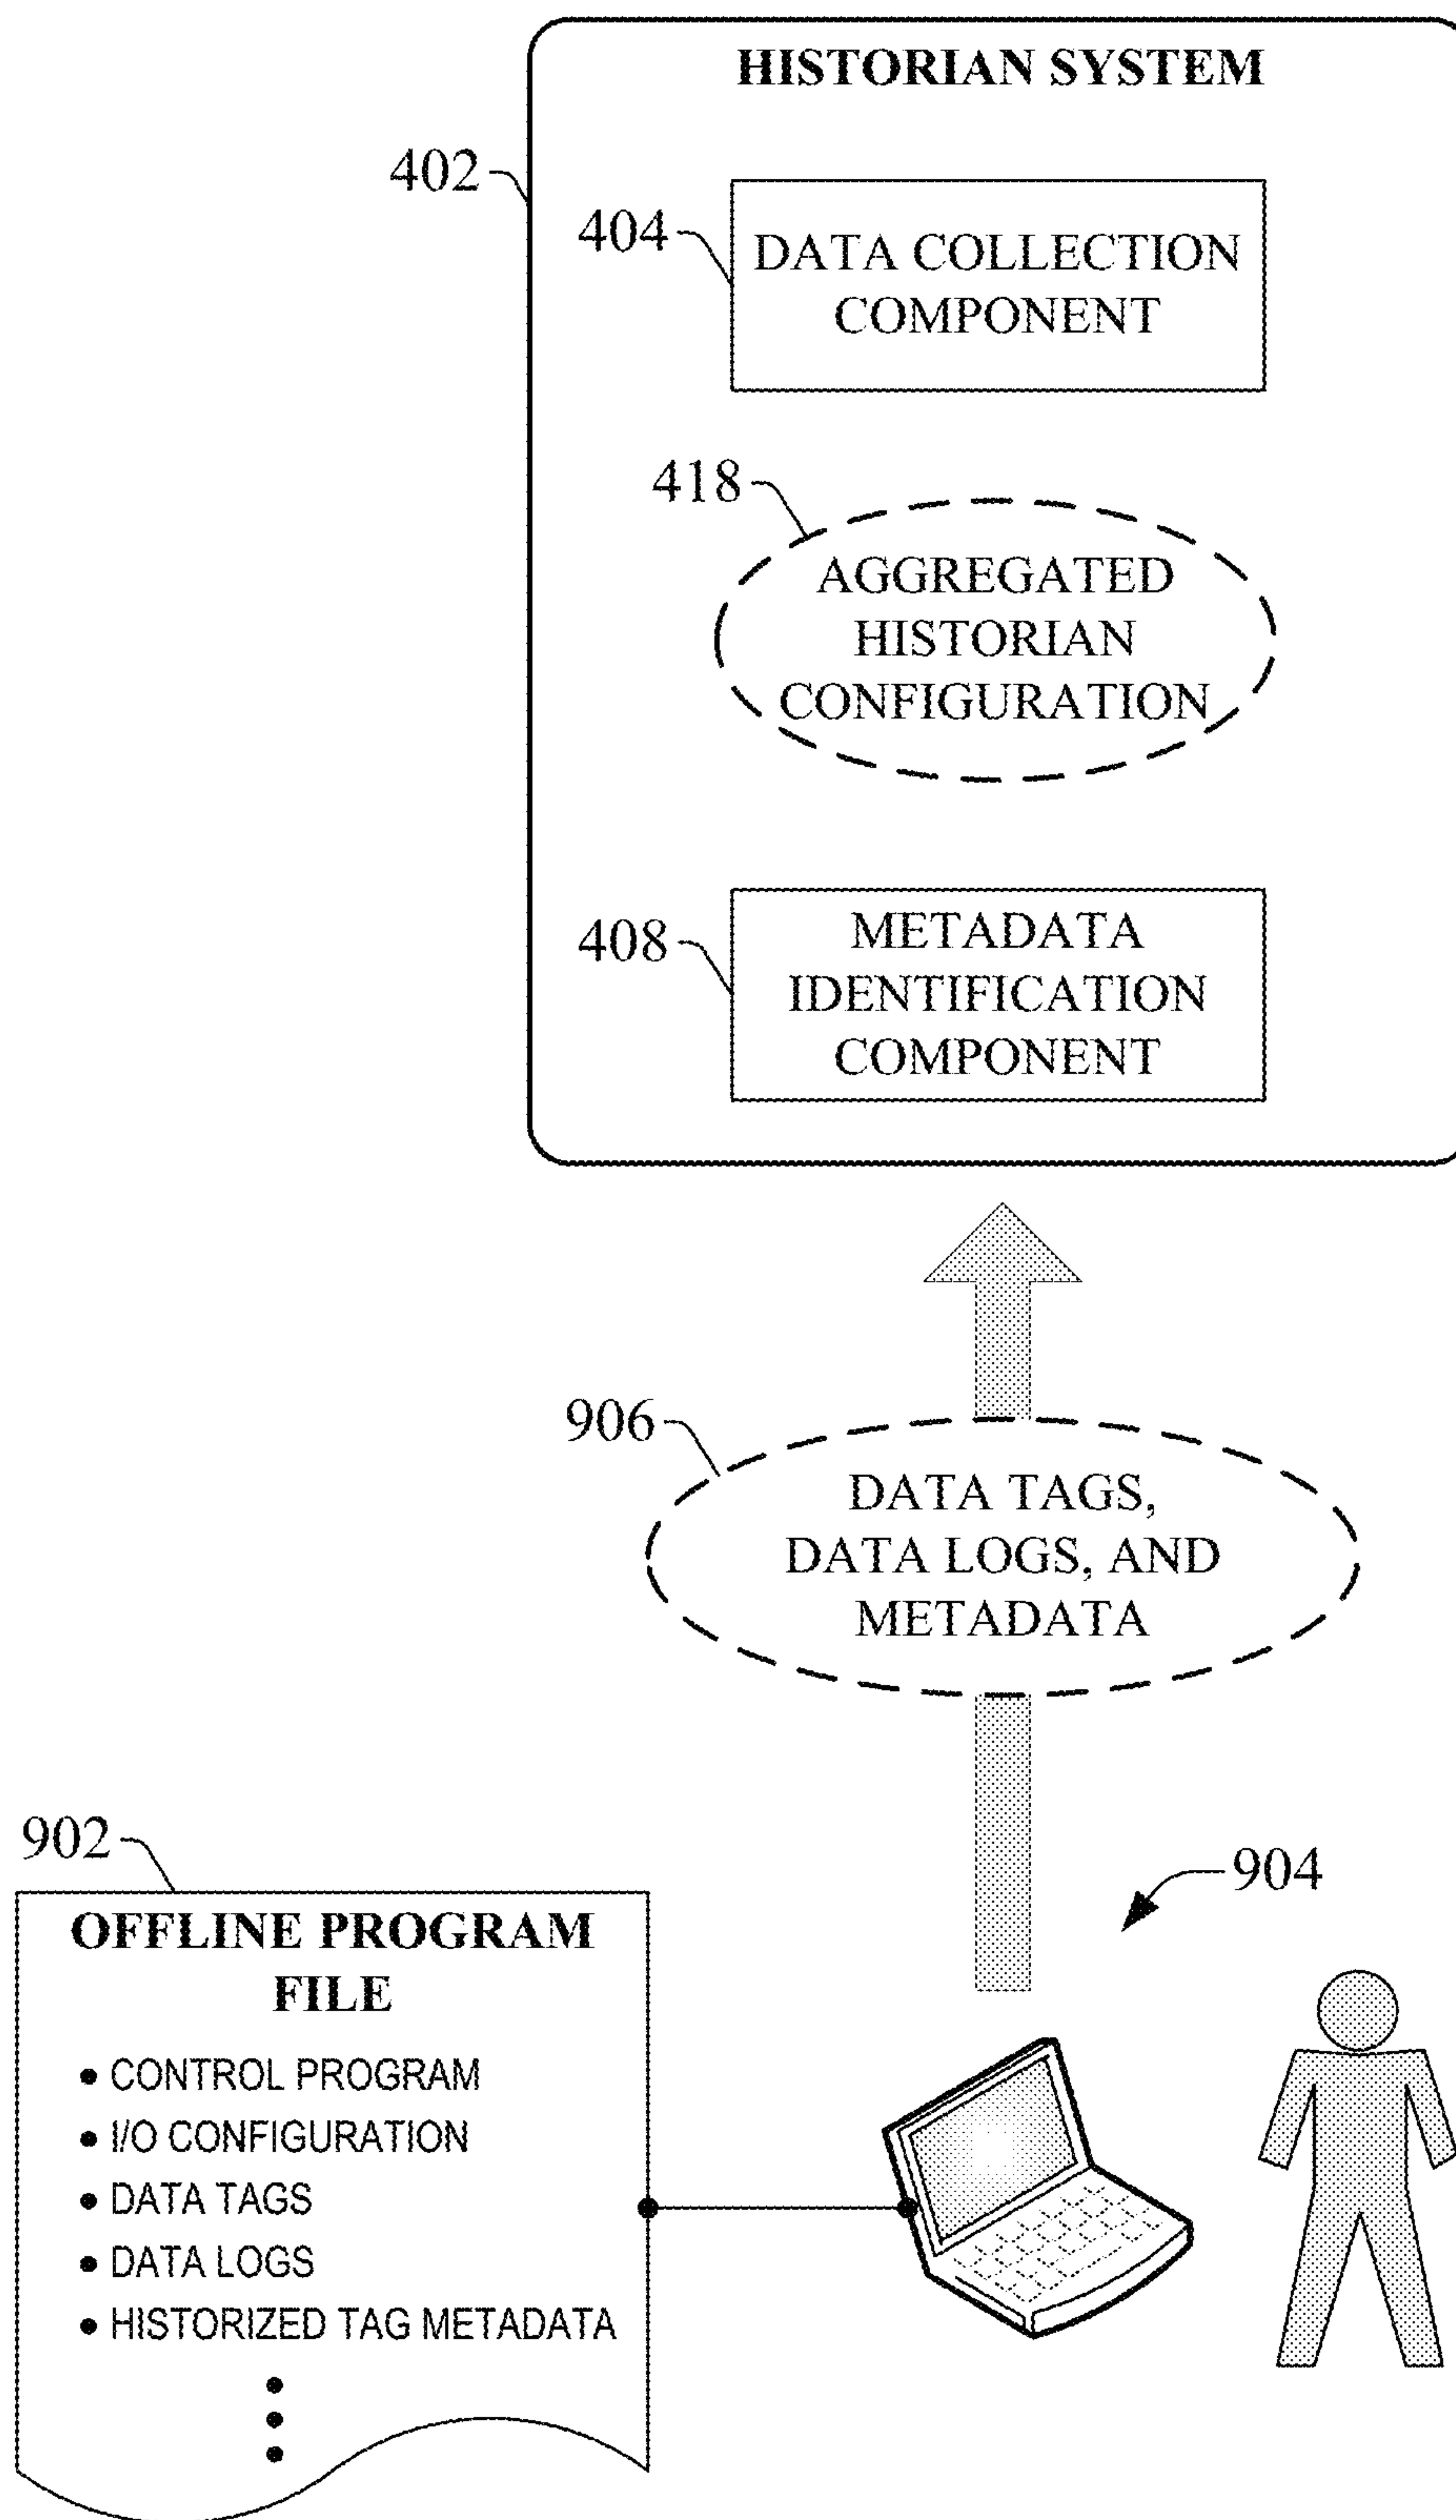 HISTORIAN SYSTEM
402
404
DATA COLLECTION
COMPONENT
418
AGGREGATED
HISTORIAN
CONFIGURATION
408
METADATA
IDENTIFICATION
COMPONENT
906
DATA TAGS,
DATA LOGS, AND
METADATA
902
904
OFFLINE PROGRAM
FILE
• CONTROL PROGRAM
• I/O CONFIGURATION
• DATA TAGS
• DATA LOGS
• HISTORIZED TAG METADATA